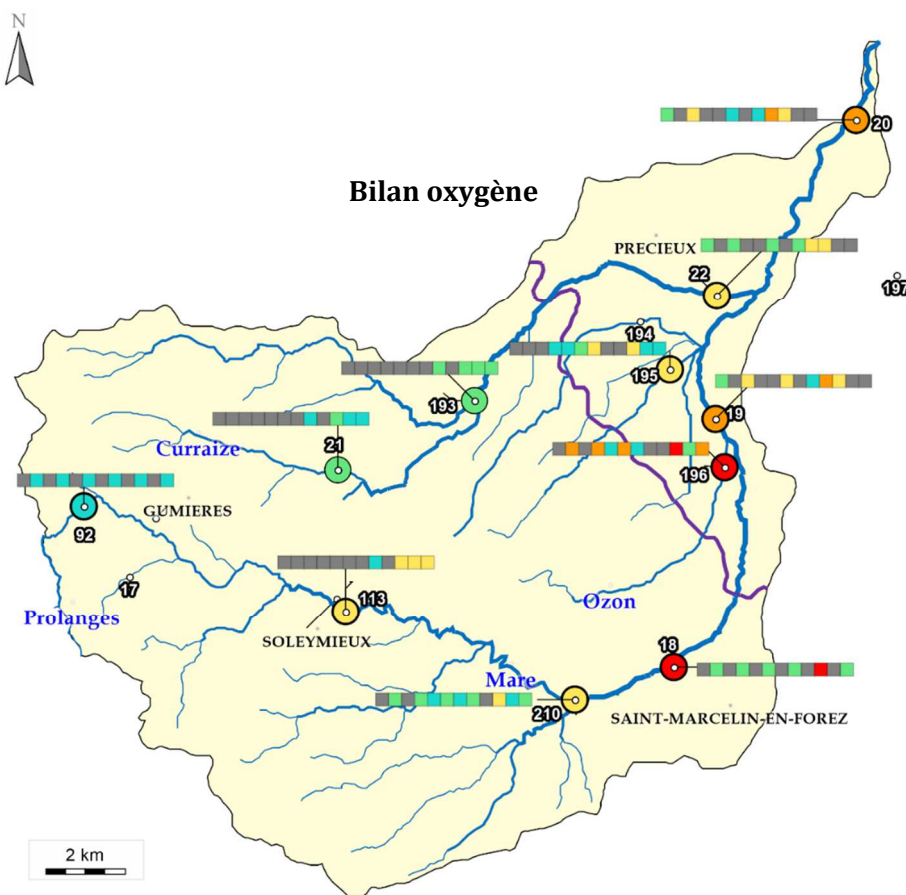 N
20
Bilan oxygène
PRECIEUX
22
197
194
195
193
19
21
Curraize
196
GUMIERES
92
17
113
Ozon
Prolanges
SOLEYMIEUX
18
Mare
210
SAINT-MARCELIN-EN-FOREZ
2 km